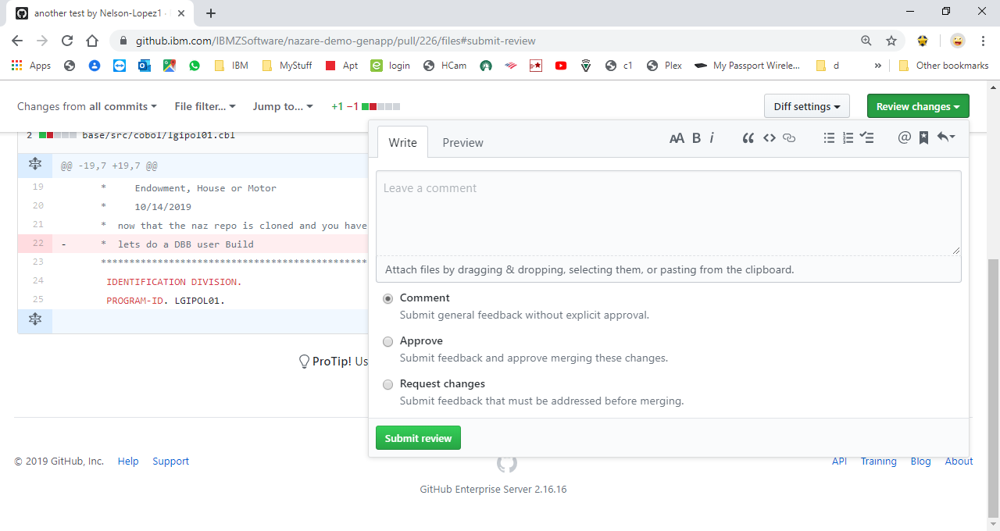 another test by Nelson-Lopez1 ·
github.ibm.com/IBMZSoftware/nazare-demo-genapp/pull/226/files#submit-review
Apps IBM MyStuff Apt login HCam c1 Plex My Passport Wirele... d » Other bookmarks
Changes from all commits File filter... Jump to... +1 −1 Diff settings Review changes
2 base/src/cobol/lgipol01.cbl
Write Preview AA B i
@@ -19,7 +19,7 @@
Leave a comment
19 * Endowment, House or Motor
20 * 10/14/2019
21 * now that the naz repo is cloned and you have
22 - * lets do a DBB user Build
23 ***********************************************
24 IDENTIFICATION DIVISION.
25 PROGRAM-ID. LGIPOL01.
Attach files by dragging & dropping, selecting them, or pasting from the clipboard.
Comment
Submit general feedback without explicit approval.
Approve
Submit feedback and approve merging these changes.
ProTip! Us
Request changes
Submit feedback that must be addressed before merging.
Submit review
© 2019 GitHub, Inc. Help Support API Training Blog About
GitHub Enterprise Server 2.16.16